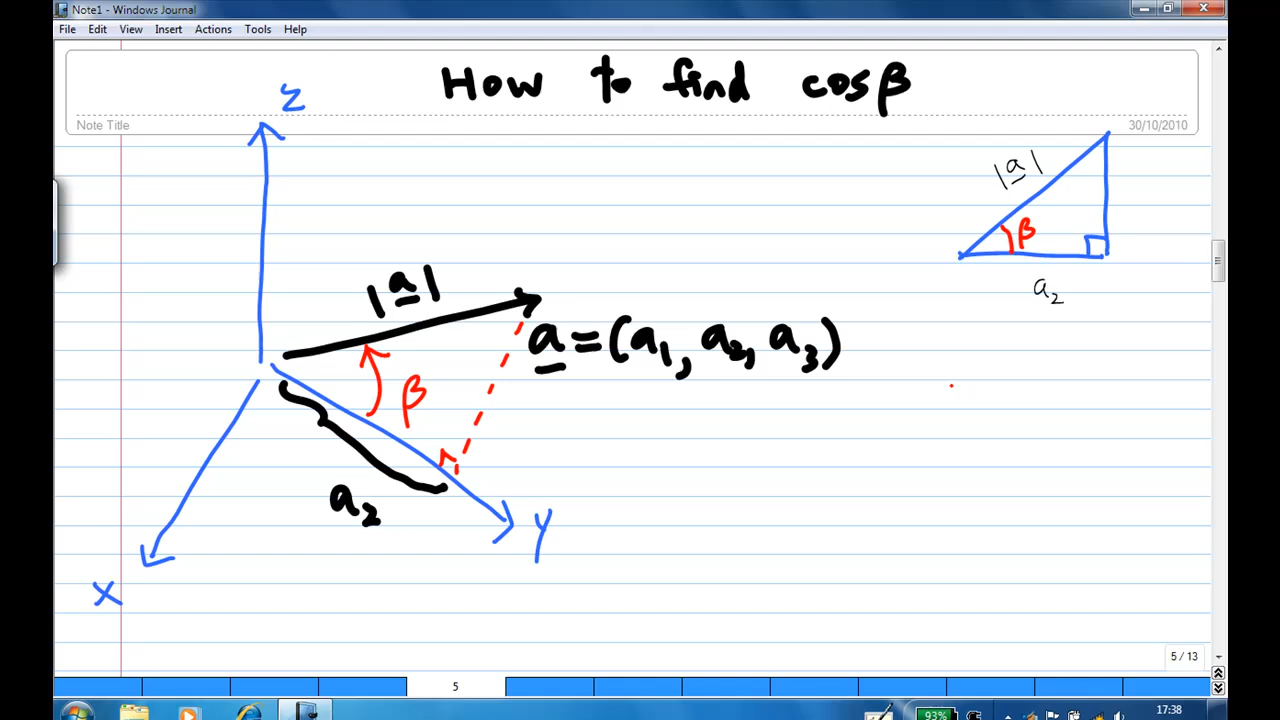 Note1 - Windows Journal
File Edit View Insert Actions Tools Help
How to find cosβ
Note Title
30/10/2010
z
|a|
β
a2
|a|
a=(a1, a2, a3)
β
a2
y
x
5 / 13
5
93%
17:38